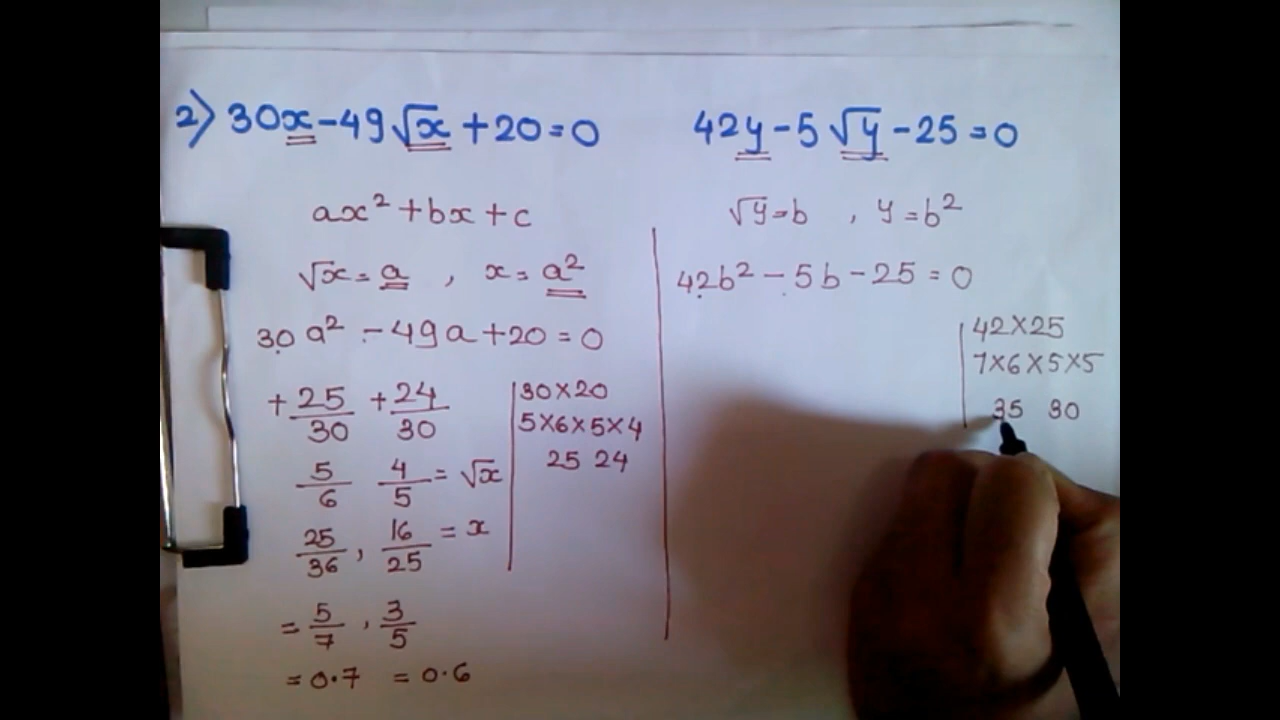 2) 30x-49√x+20=0
ax²+bx+c
√x=a , x=a²
30a²-49a+20=0
+25/30 +24/30
5/6 4/5=√x
25/36, 16/25=x
=5/7, 3/5
=0.7 =0.6
30×20
5×6×5×4
25 24
42y-5√y-25=0
√y=b , y=b²
42b²-5b-25=0
42×25
7×6×5×5
35 30